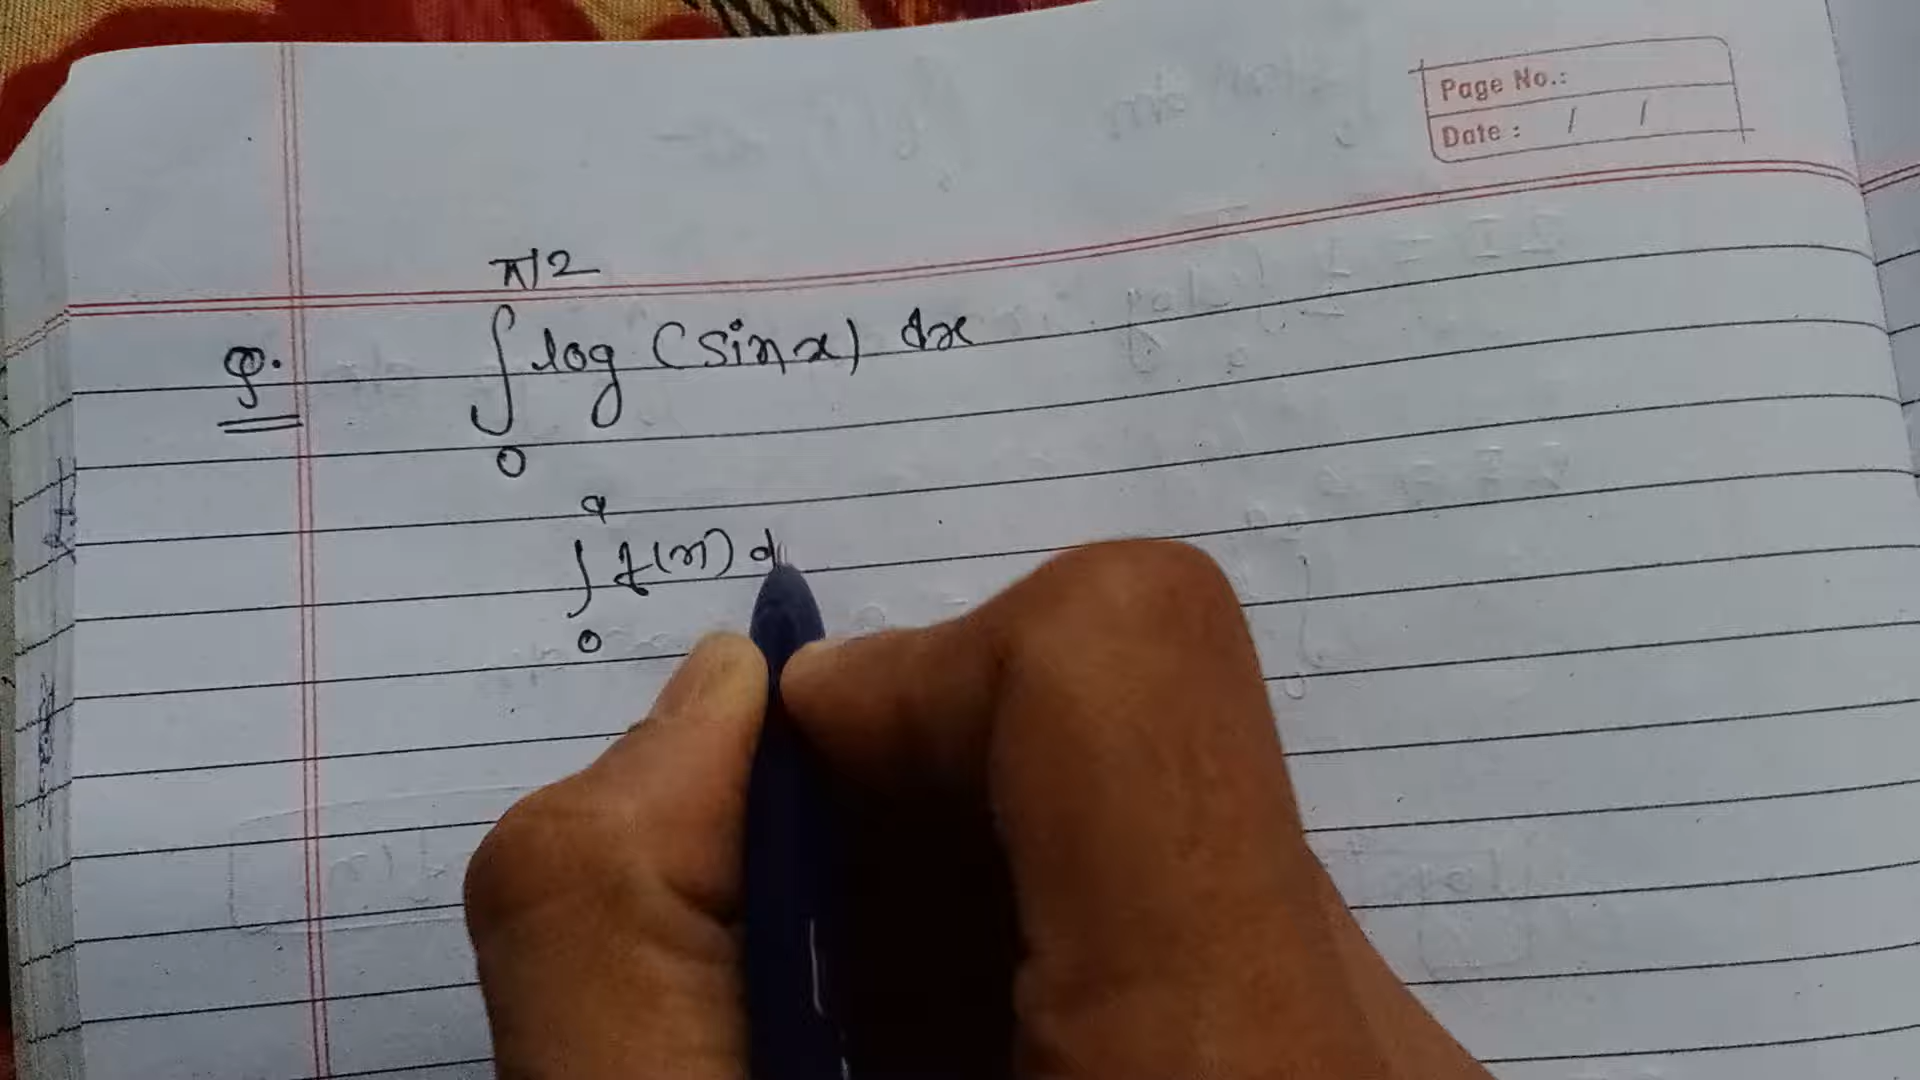 Page No.:
Date : / /
π/2
Q. ∫ log (sin x) dx
0
a
∫ f(x) d
0